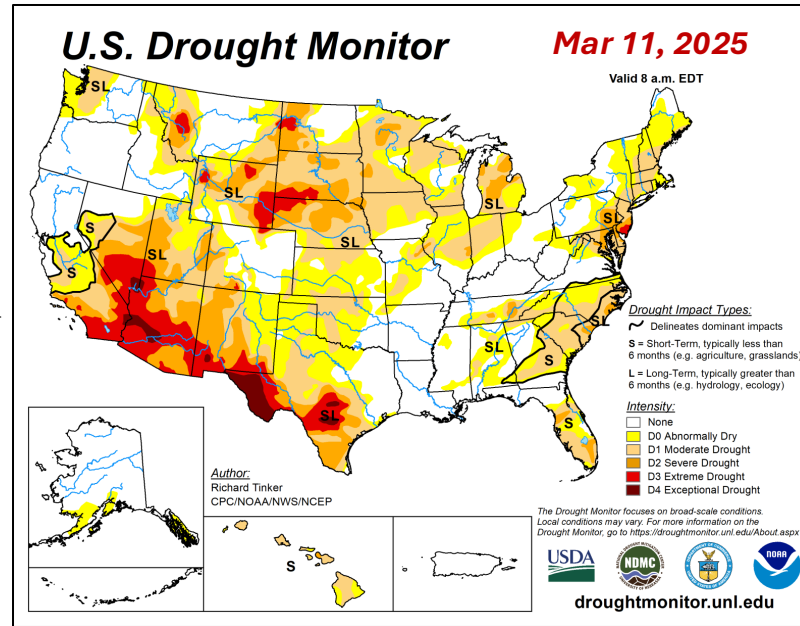 U.S. Drought Monitor
Mar 11, 2025
Valid 8 a.m. EDT
SL
SL
SL
SL
SL
SL
S
S
SL
SL
S
SL
S
SL
S
Drought Impact Types:
Delineates dominant impacts
S = Short-Term, typically less than
6 months (e.g. agriculture, grasslands)
L = Long-Term, typically greater than
6 months (e.g. hydrology, ecology)
Intensity:
None
D0 Abnormally Dry
D1 Moderate Drought
D2 Severe Drought
D3 Extreme Drought
D4 Exceptional Drought
Author:
Richard Tinker
CPC/NOAA/NWS/NCEP
The Drought Monitor focuses on broad-scale conditions.
Local conditions may vary. For more information on the
Drought Monitor, go to https://droughtmonitor.unl.edu/About.aspx
USDA
NDMC
NOAA
droughtmonitor.unl.edu